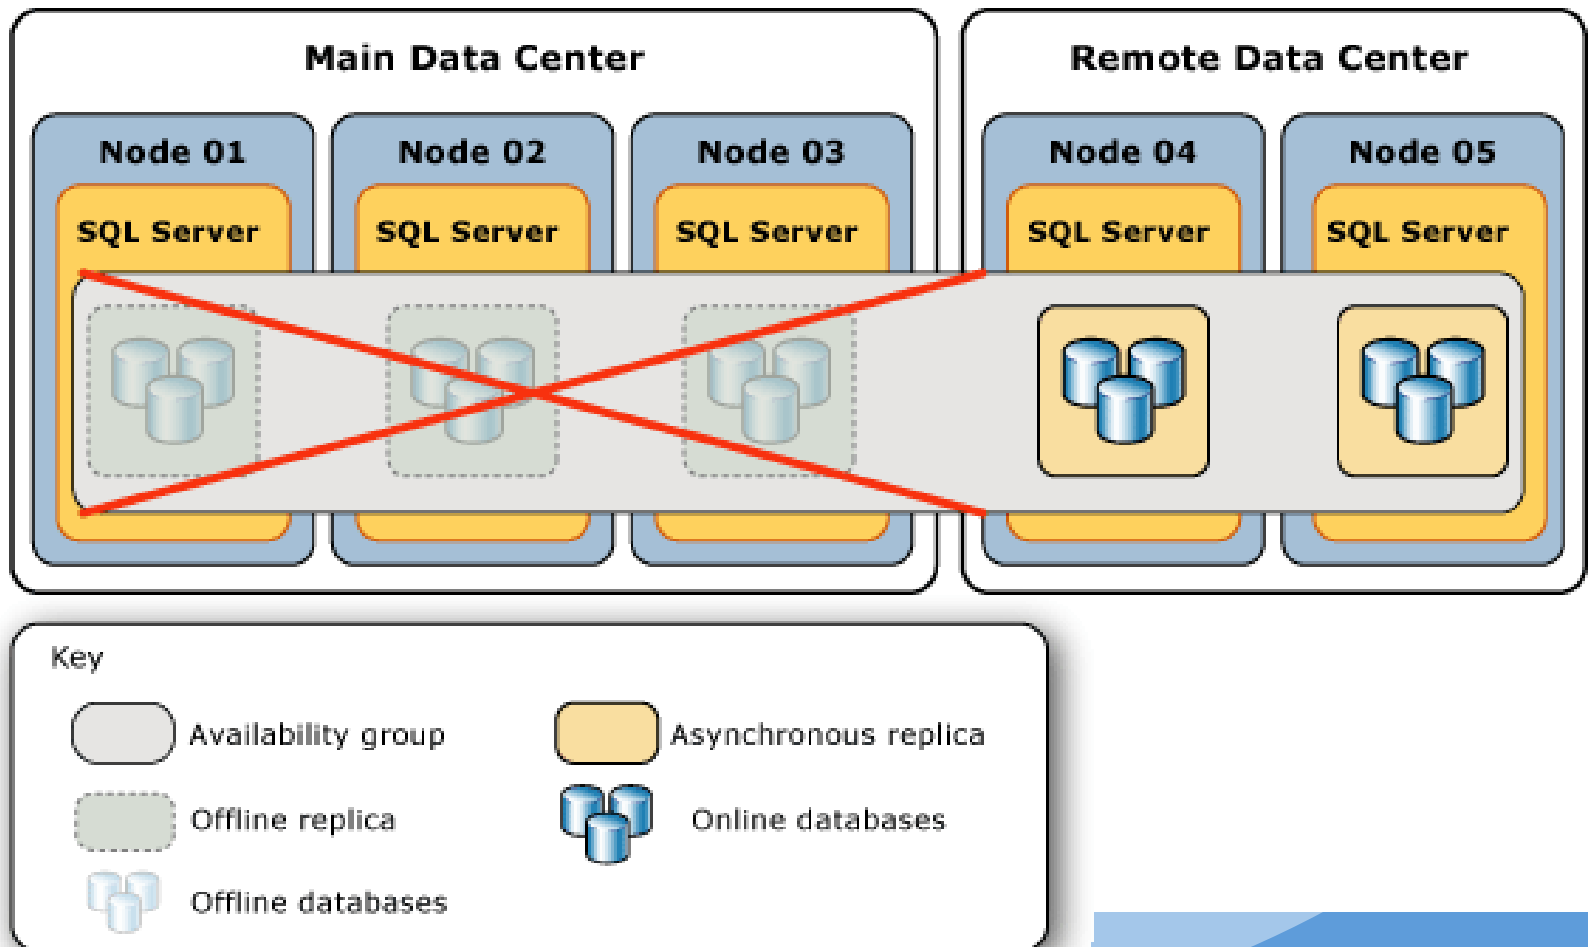 Main Data Center
Remote Data Center
Node 01
Node 02
Node 03
Node 04
Node 05
SQL Server
SQL Server
SQL Server
SQL Server
SQL Server
Key
Availability group
Asynchronous replica
Offline replica
Online databases
Offline databases